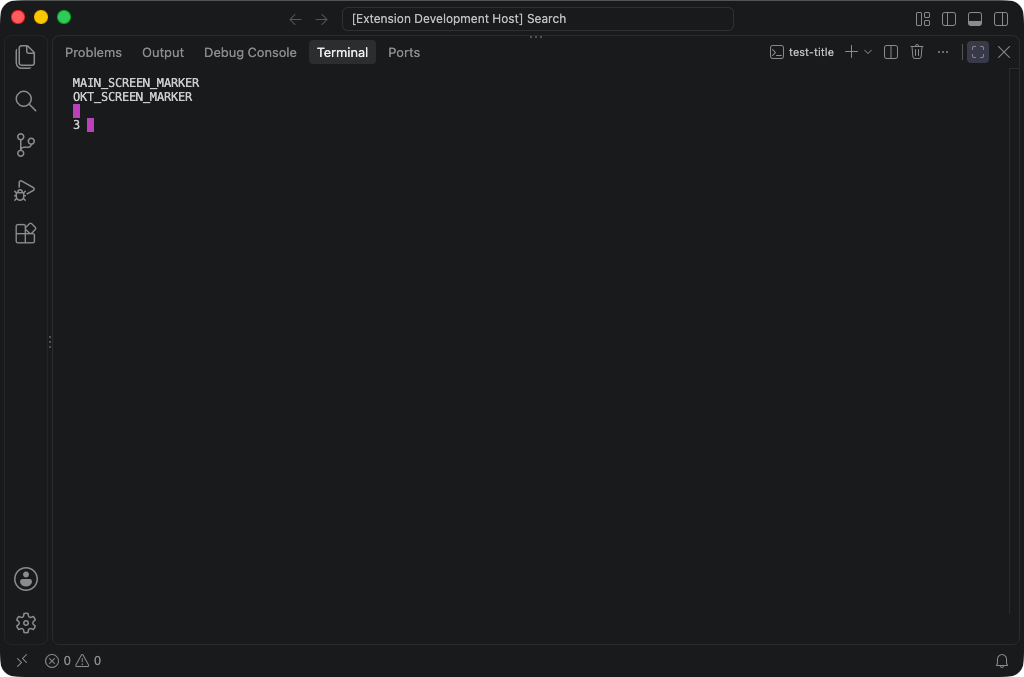 [Extension Development Host] Search
Problems Output Debug Console Terminal Ports test-title
MAIN_SCREEN_MARKER
OKT_SCREEN_MARKER
3
0 0